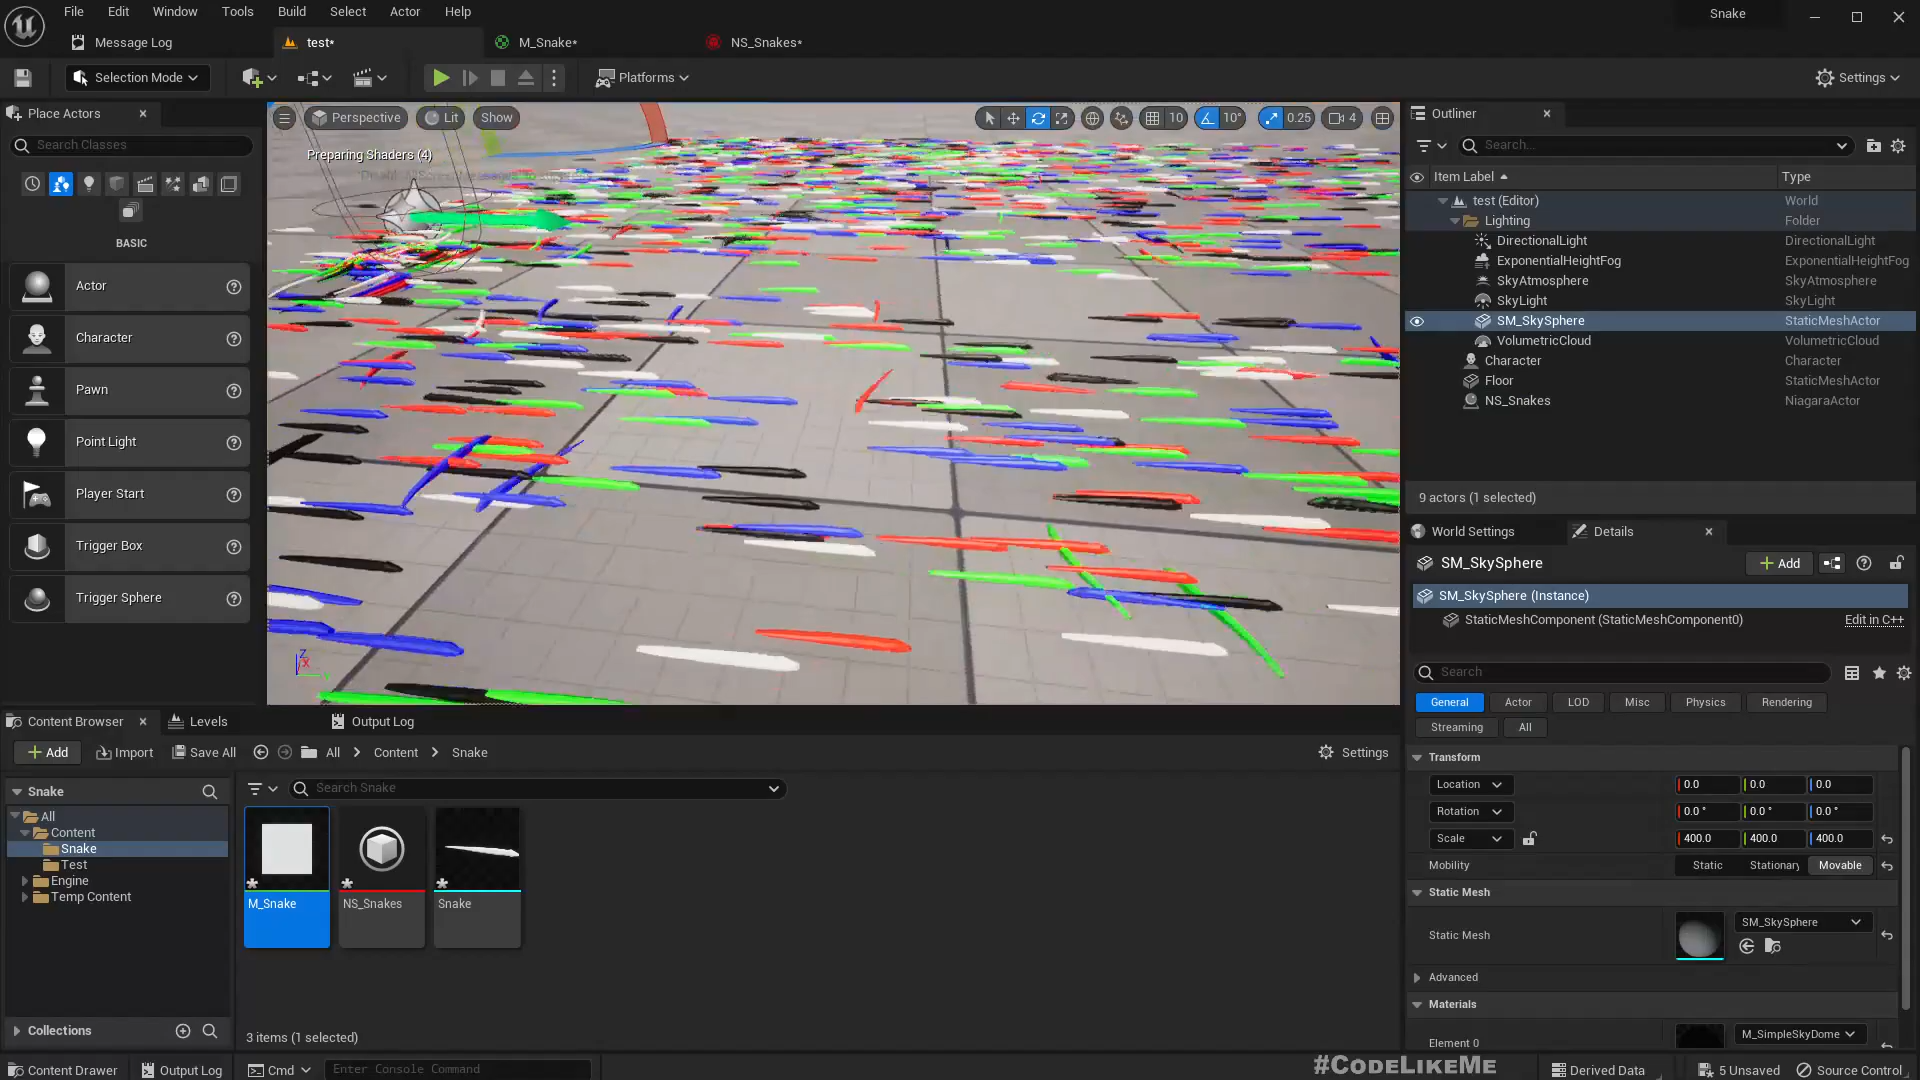 File Edit Window Tools Build Select Actor Help
Snake
Message Log
test*
M_Snake*
NS_Snakes*
Selection Mode
Platforms
Settings
Place Actors
Search Classes
BASIC
Actor
Character
Pawn
Point Light
Player Start
Trigger Box
Trigger Sphere
Perspective
Lit
Show
10
10°
0.25
4
Preparing Shaders (4)
Outliner
Search...
Item Label
Type
test (Editor) World
Lighting Folder
DirectionalLight DirectionalLight
ExponentialHeightFog ExponentialHeightFog
SkyAtmosphere SkyAtmosphere
SkyLight SkyLight
SM_SkySphere StaticMeshActor
VolumetricCloud VolumetricCloud
Character Character
Floor StaticMeshActor
NS_Snakes NiagaraActor
9 actors (1 selected)
World Settings
Details
SM_SkySphere
Add
SM_SkySphere (Instance)
StaticMeshComponent (StaticMeshComponent0)
Edit in C++
Search
General Actor LOD Misc Physics Rendering
Streaming All
Transform
Location 0.0 0.0 0.0
Rotation 0.0° 0.0° 0.0°
Scale 400.0 400.0 400.0
Mobility Static Stationary Movable
Static Mesh
Static Mesh
SM_SkySphere
Advanced
Materials
Element 0
M_SimpleSkyDome
Content Browser
Levels
Output Log
Add
Import
Save All
All > Content > Snake
Settings
Snake
Search Snake
All
Content
Snake
Test
Engine
Temp Content
M_Snake
NS_Snakes
Snake
Collections
3 items (1 selected)
#CODELIKEME
Content Drawer
Output Log
Cmd
Enter Console Command
Derived Data
5 Unsaved
Source Control